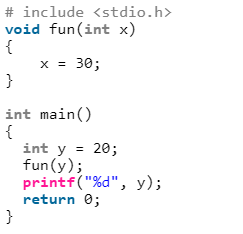 # include <stdio.h>
void fun(int x)
{
    x = 30;
}

int main()
{
  int y = 20;
  fun(y);
  printf("%d", y);
  return 0;
}